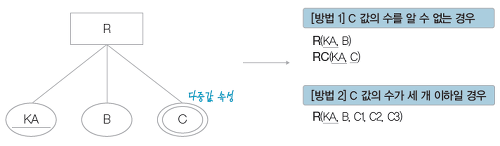 R
KA
B
C
다중값 속성
[방법 1] C 값의 수를 알 수 없는 경우
R(KA, B)
RC(KA, C)
[방법 2] C 값의 수가 세 개 이하일 경우
R(KA, B, C1, C2, C3)